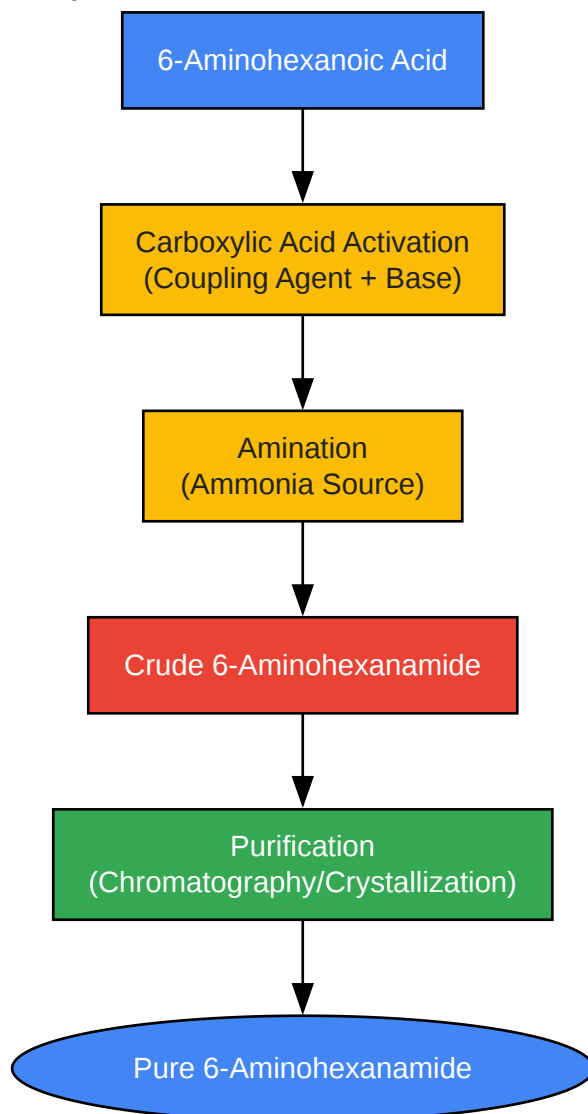 6-Aminohexanoic Acid
Carboxylic Acid Activation
(Coupling Agent + Base)
Amination
(Ammonia Source)
Crude 6-Aminohexanamide
Purification
(Chromatography/Crystallization)
Pure 6-Aminohexanamide